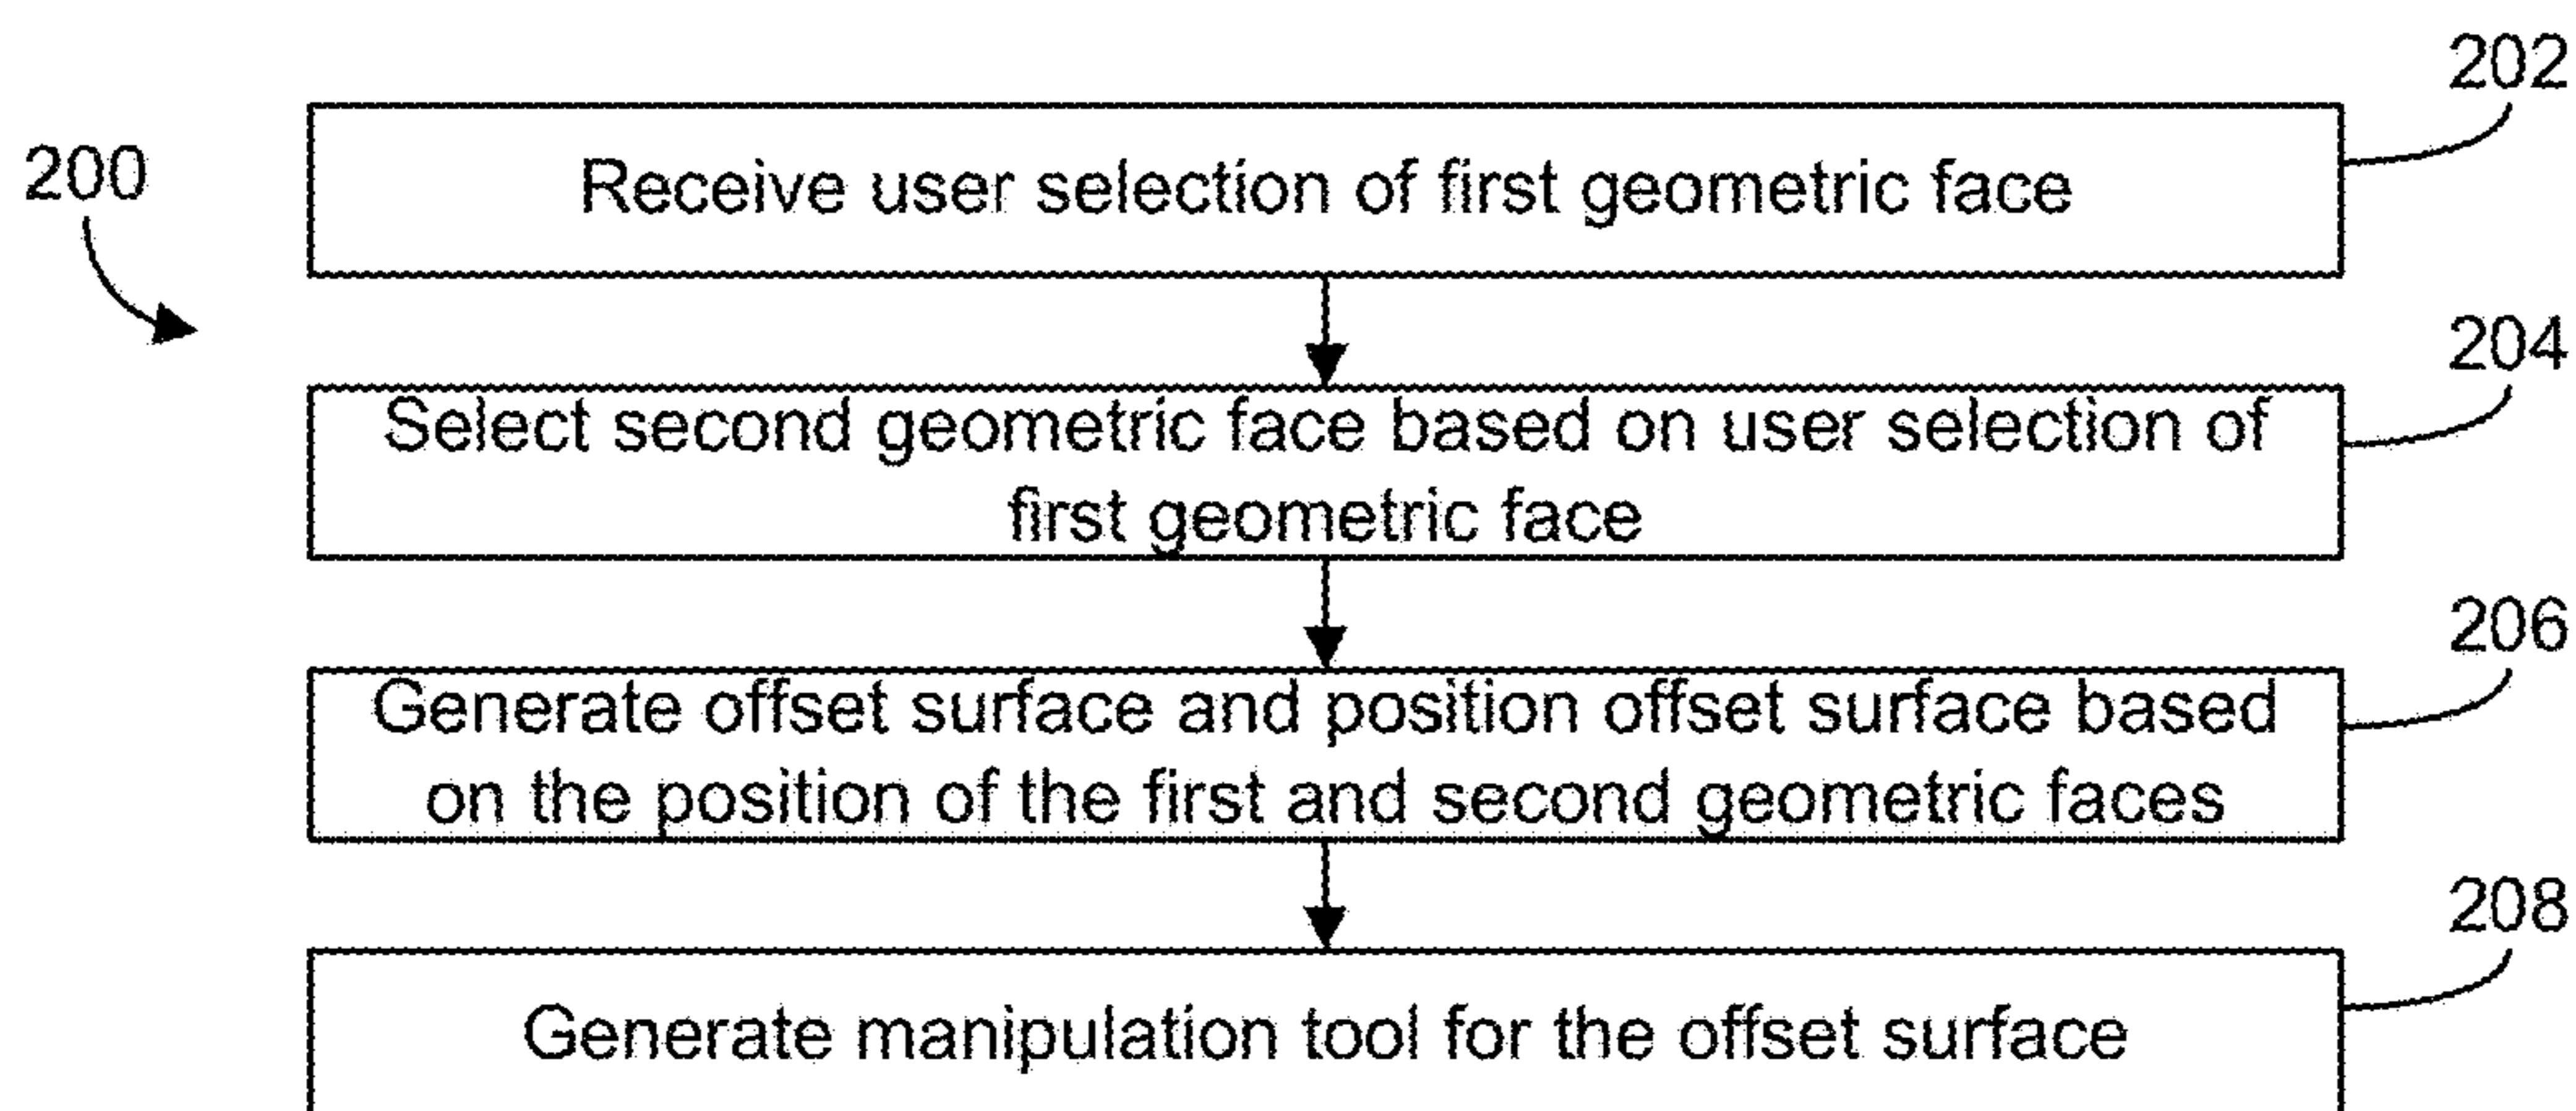 202
200
Receive user selection of first geometric face
204
Select second geometric face based on user selection of
first geometric face
206
Generate offset surface and position offset surface based
on the position of the first and second geometric faces
208
Generate manipulation tool for the offset surface